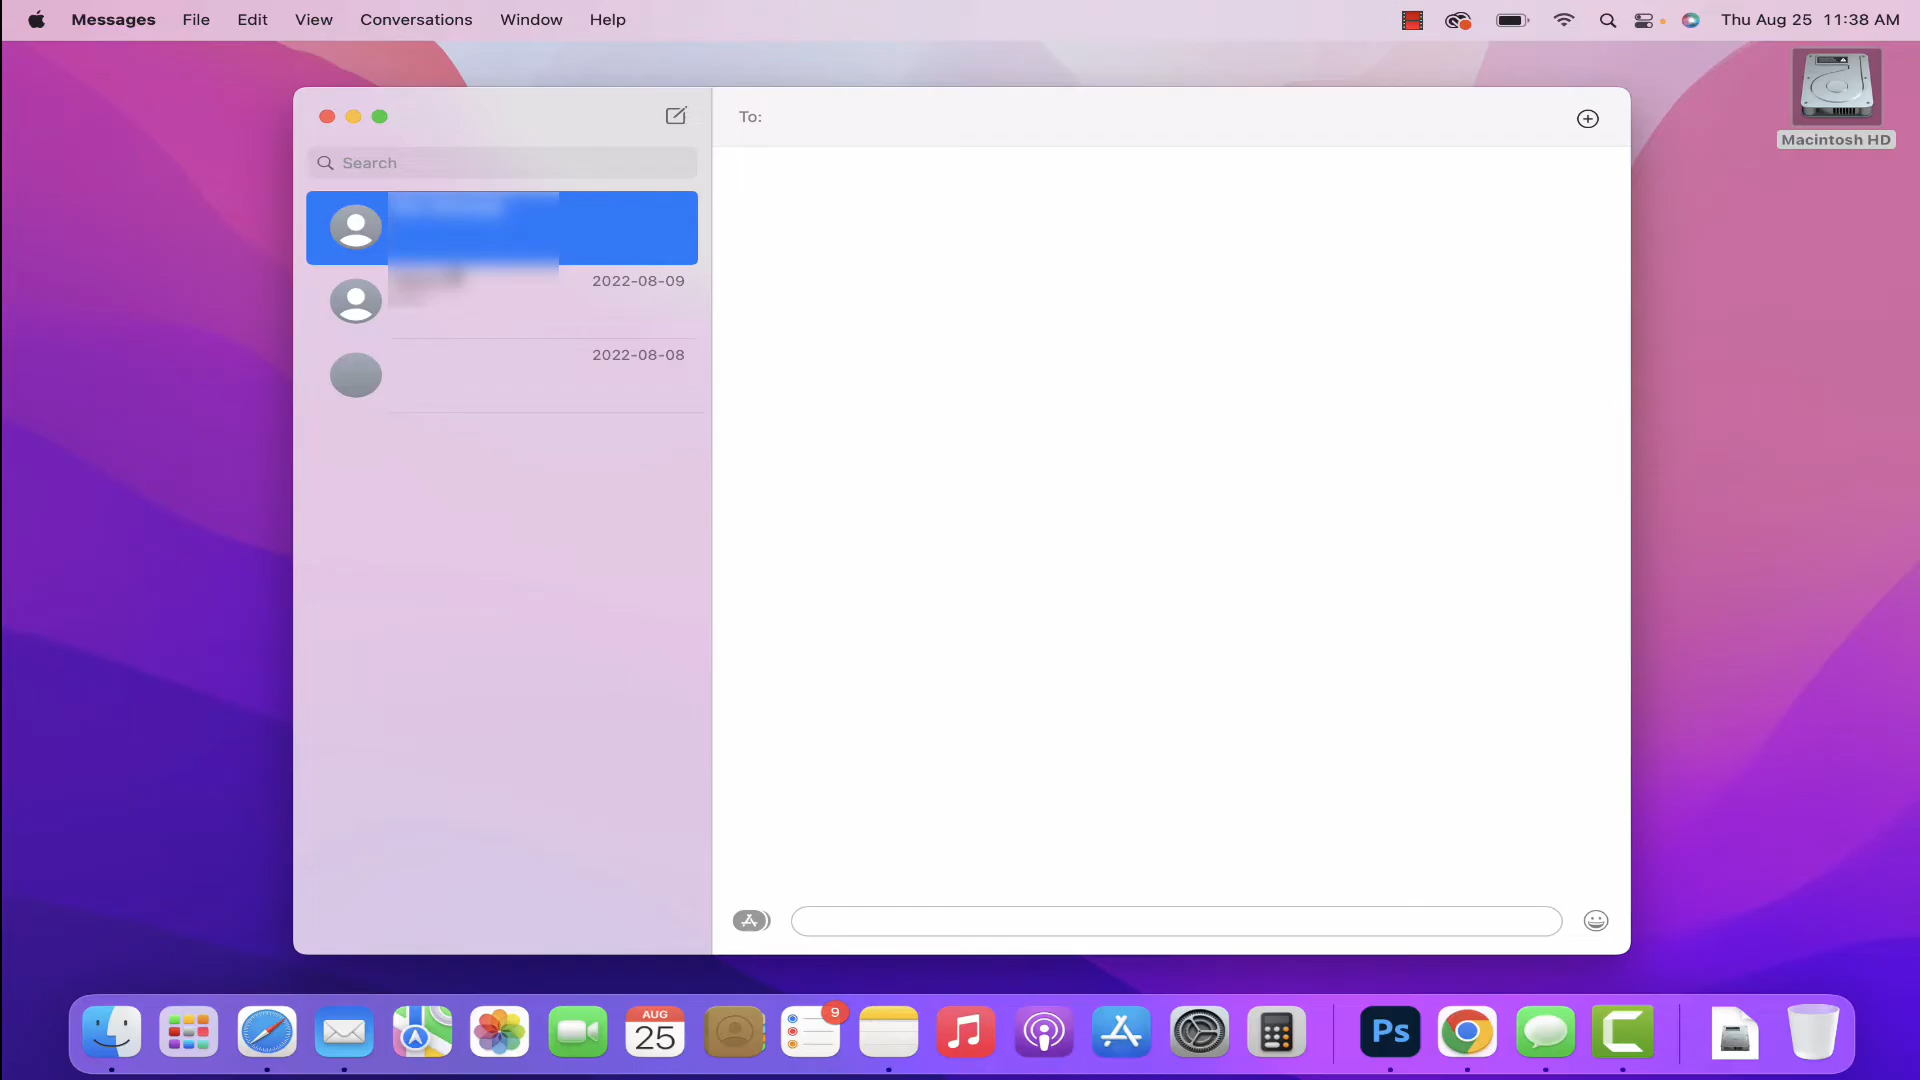 Messages File Edit View Conversations Window Help Thu Aug 25 11:38 AM
Macintosh HD
To:
Search
2022-08-09
2022-08-08
AUG
25
9
Ps